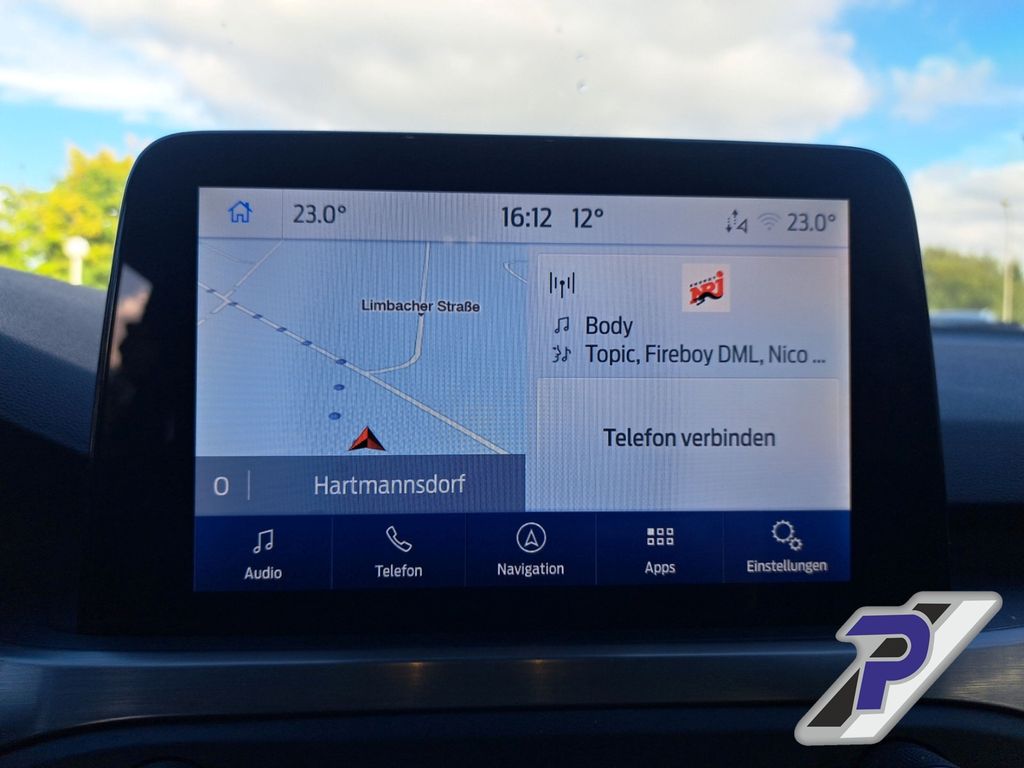 23.0° 16:12 12° 23.0°
Limbacher Straße
NRJ
Body
Topic, Fireboy DML, Nico ...
Telefon verbinden
0 Hartmannsdorf
Audio Telefon Navigation Apps Einstellungen
P